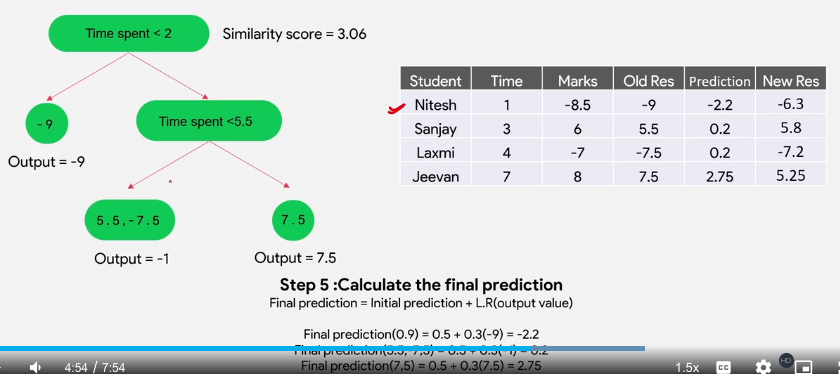 Time spent < 2
Similarity score = 3.06
Student Time Marks Old Res Prediction New Res
Nitesh 1 -8.5 -9 -2.2 -6.3
Sanjay 3 6 5.5 0.2 5.8
Laxmi 4 -7 -7.5 0.2 -7.2
Jeevan 7 8 7.5 2.75 5.25
- 9
Time spent <5.5
Output = -9
5.5,-7.5
7.5
Output = -1
Output = 7.5
Step 5 :Calculate the final prediction
Final prediction = Initial prediction + L.R(output value)
Final prediction(0.9) = 0.5 + 0.3(-9) = -2.2
Final prediction(5.5,-7,5) = 0.5 + 0.3(-1) = 0.2
Final prediction(7.5) = 0.5 + 0.3(7.5) = 2.75
4:54 / 7:54
1.5x
CC
HD